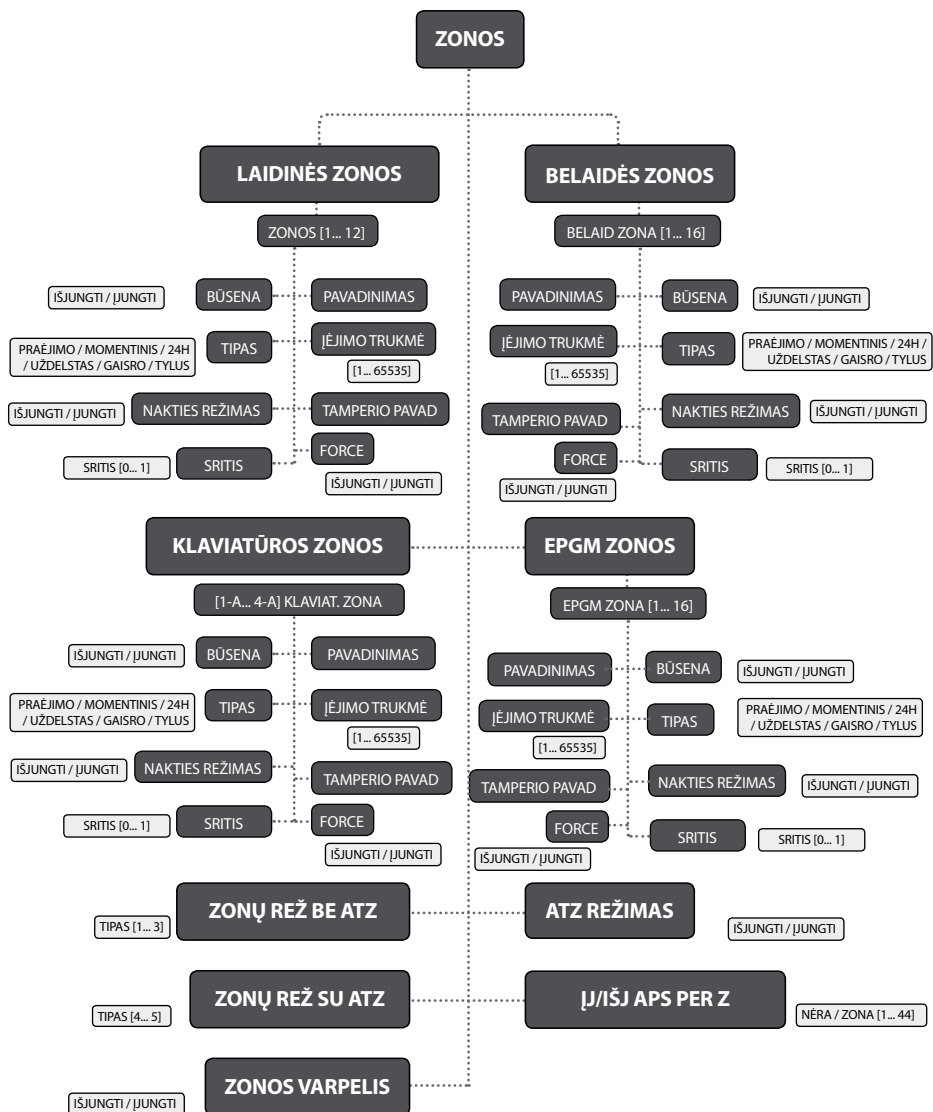 ZONOS
LAIDINĖS ZONOS
BELAIDĖS ZONOS
ZONOS [1... 12]
BELAID ZONA [1... 16]
IŠJUNGTI / ĮJUNGTI
BŪSENA
PAVADINIMAS
PAVADINIMAS
BŪSENA
IŠJUNGTI / ĮJUNGTI
PRAĖJIMO / MOMENTINIS / 24H
/ UŽDELSTAS / GAISRO / TYLUS
TIPAS
ĮĖJIMO TRUKMĖ
[1... 65535]
ĮĖJIMO TRUKMĖ
[1... 65535]
TIPAS
PRAĖJIMO / MOMENTINIS / 24H /
UŽDELSTAS / GAISRO / TYLUS
IŠJUNGTI / ĮJUNGTI
NAKTIES REŽIMAS
TAMPERIO PAVAD
TAMPERIO PAVAD
NAKTIES REŽIMAS
IŠJUNGTI / ĮJUNGTI
SRITIS [0... 1]
SRITIS
FORCE
IŠJUNGTI / ĮJUNGTI
FORCE
IŠJUNGTI / ĮJUNGTI
SRITIS
SRITIS [0... 1]
KLAVIATŪROS ZONOS
EPGM ZONOS
[1-A... 4-A] KLAVIAT. ZONA
EPGM ZONA [1... 16]
IŠJUNGTI / ĮJUNGTI
BŪSENA
PAVADINIMAS
PAVADINIMAS
BŪSENA
IŠJUNGTI / ĮJUNGTI
PRAĖJIMO / MOMENTINIS / 24H
/ UŽDELSTAS / GAISRO / TYLUS
TIPAS
ĮĖJIMO TRUKMĖ
[1... 65535]
ĮĖJIMO TRUKMĖ
[1... 65535]
TIPAS
PRAĖJIMO / MOMENTINIS / 24H
/ UŽDELSTAS / GAISRO / TYLUS
IŠJUNGTI / ĮJUNGTI
NAKTIES REŽIMAS
TAMPERIO PAVAD
TAMPERIO PAVAD
NAKTIES REŽIMAS
IŠJUNGTI / ĮJUNGTI
SRITIS [0... 1]
SRITIS
FORCE
IŠJUNGTI / ĮJUNGTI
FORCE
IŠJUNGTI / ĮJUNGTI
SRITIS
SRITIS [0... 1]
ZONŲ REŽ BE ATZ
TIPAS [1... 3]
ATZ REŽIMAS
IŠJUNGTI / ĮJUNGTI
ZONŲ REŽ SU ATZ
TIPAS [4... 5]
ĮJ/IŠJ APS PER Z
NĖRA / ZONA [1... 44]
ZONOS VARPELIS
IŠJUNGTI / ĮJUNGTI